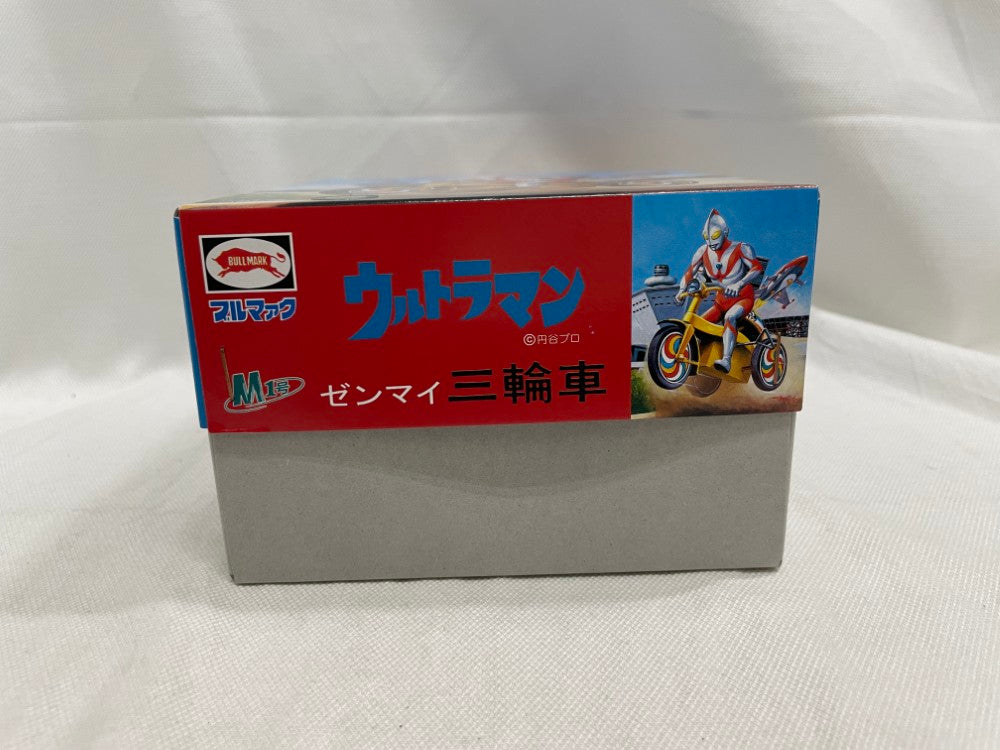 BULLMARK
ブルマァク
ウルトラマン
©円谷プロ
M1号
ゼンマイ 三輪車